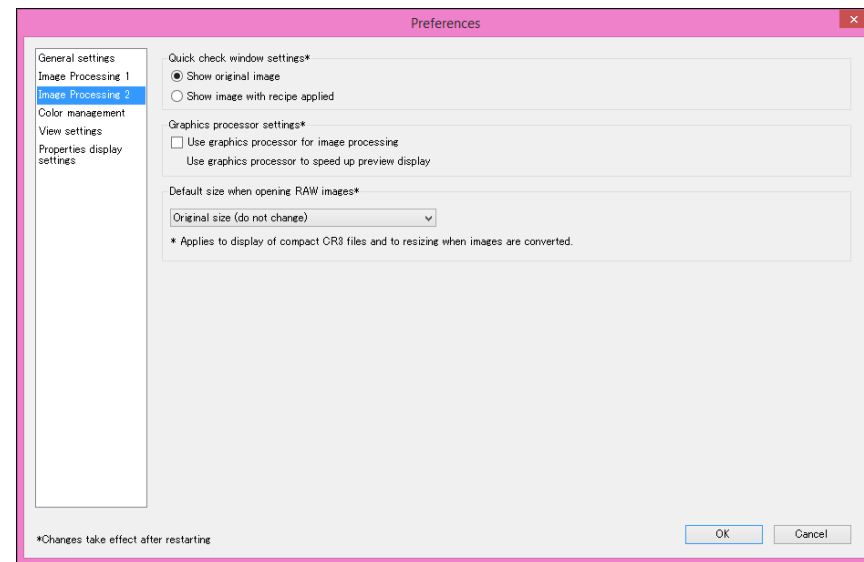 Preferences
General settings
Image Processing 1
Image Processing 2
Color management
View settings
Properties display
settings
Quick check window settings*
Show original image
Show image with recipe applied
Graphics processor settings*
Use graphics processor for image processing
Use graphics processor to speed up preview display
Default size when opening RAW images*
Original size (do not change)
* Applies to display of compact CR3 files and to resizing when images are converted.
*Changes take effect after restarting
OK
Cancel